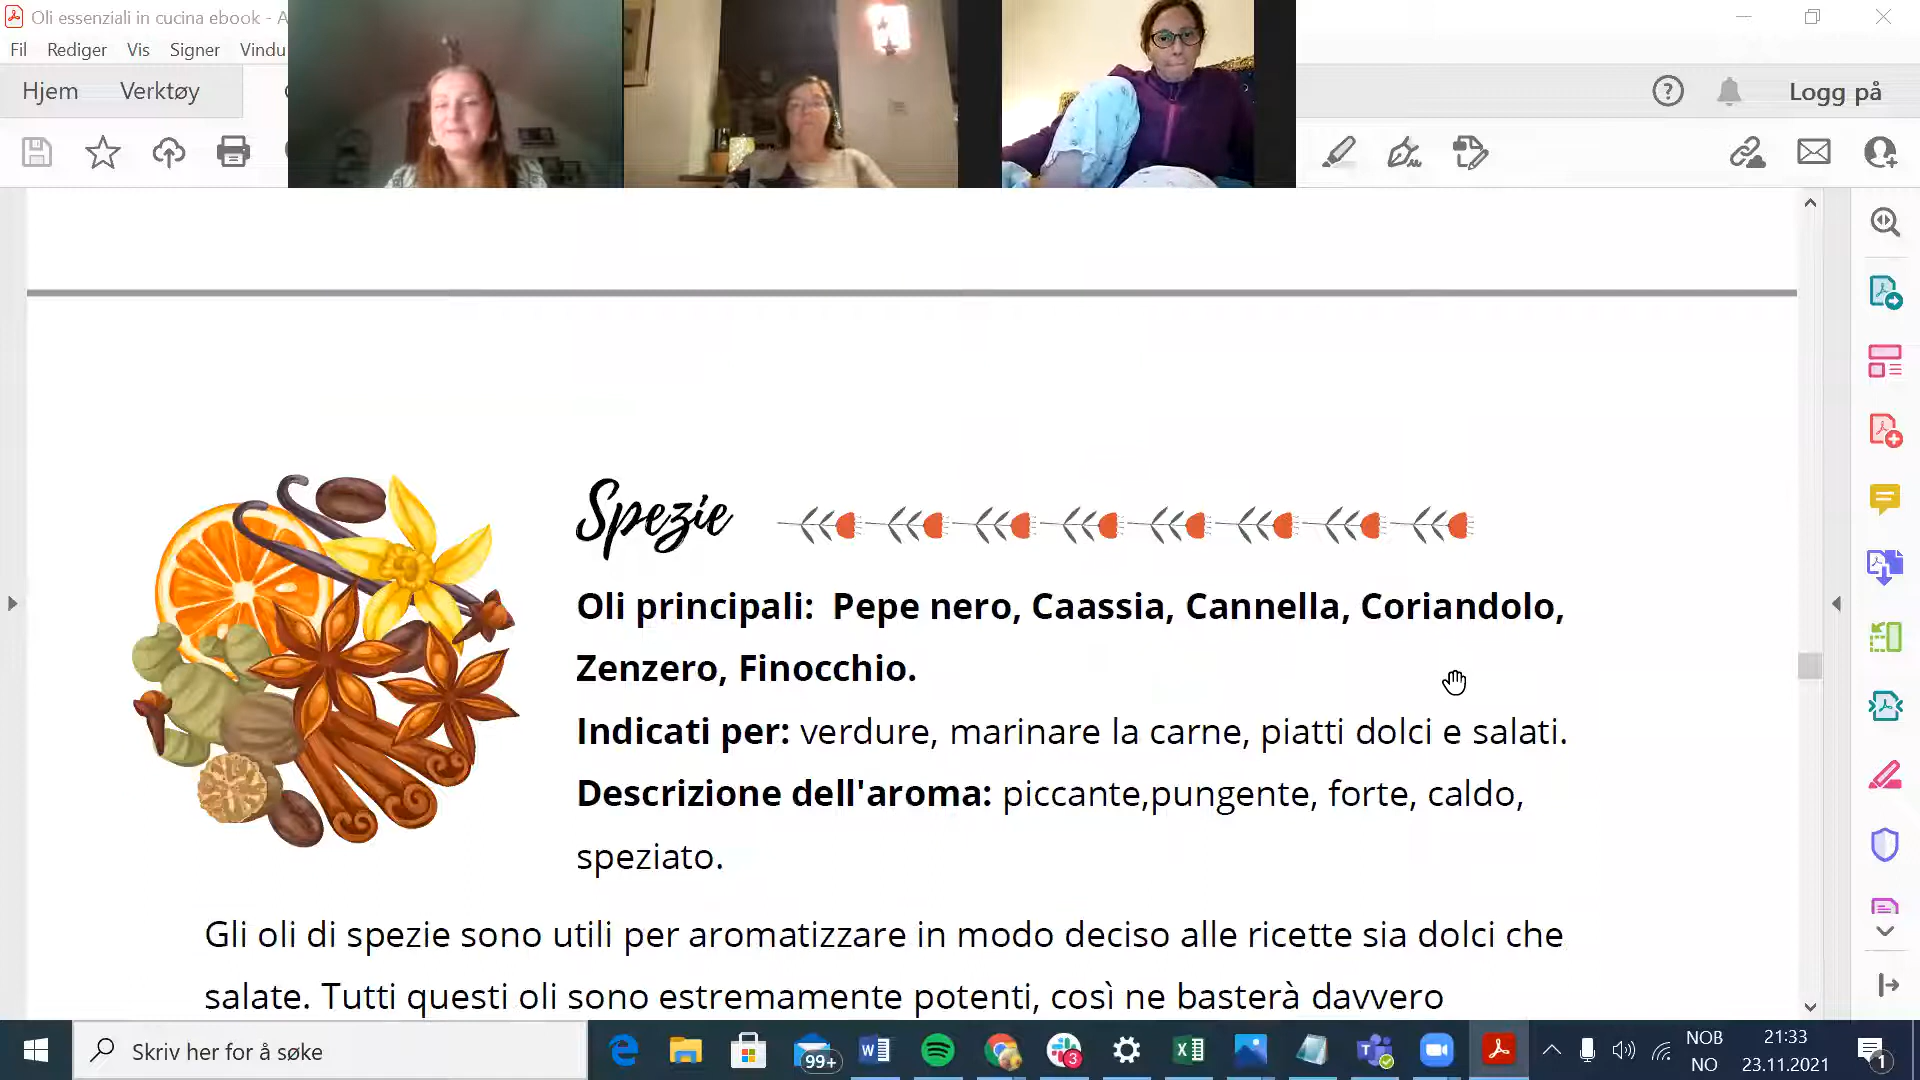 Oli essenziali in cucina ebook - A
Fil Rediger Vis Signer Vindu
Hjem Verktøy
Logg på
Spezie
Oli principali: Pepe nero, Caassia, Cannella, Coriandolo,
Zenzero, Finocchio.
Indicati per: verdure, marinare la carne, piatti dolci e salati.
Descrizione dell'aroma: piccante,pungente, forte, caldo,
speziato.
Gli oli di spezie sono utili per aromatizzare in modo deciso alle ricette sia dolci che
salate. Tutti questi oli sono estremamente potenti, così ne basterà davvero
Skriv her for å søke
99+
3
NOB
NO
21:33
23.11.2021
1